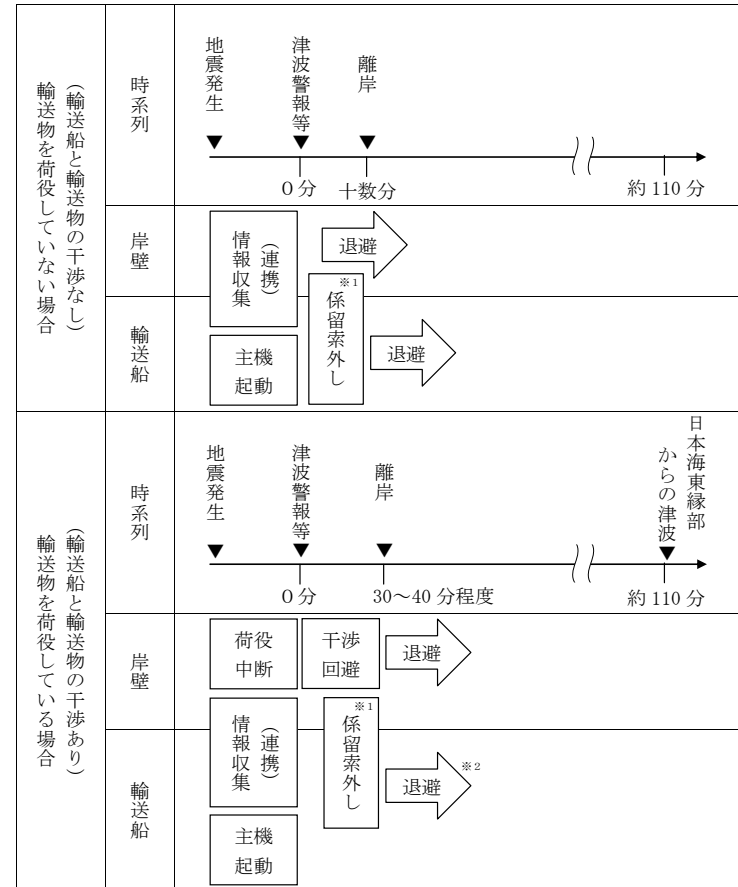 輸送物を荷役していない場合
（輸送船と輸送物の干渉なし）
時系列
地震発生
津波警報等
離岸
0分
十数分
約110分
岸壁
情報収集
（連携）
退避
※1
係留索外し
輸送船
主機
起動
退避
輸送物を荷役している場合
（輸送船と輸送物の干渉あり）
時系列
地震発生
津波警報等
離岸
日本海東縁部
からの津波
0分
30～40分程度
約110分
岸壁
荷役
中断
干渉
回避
退避
情報収集
（連携）
※1
係留索外し
輸送船
退避
※2
主機
起動